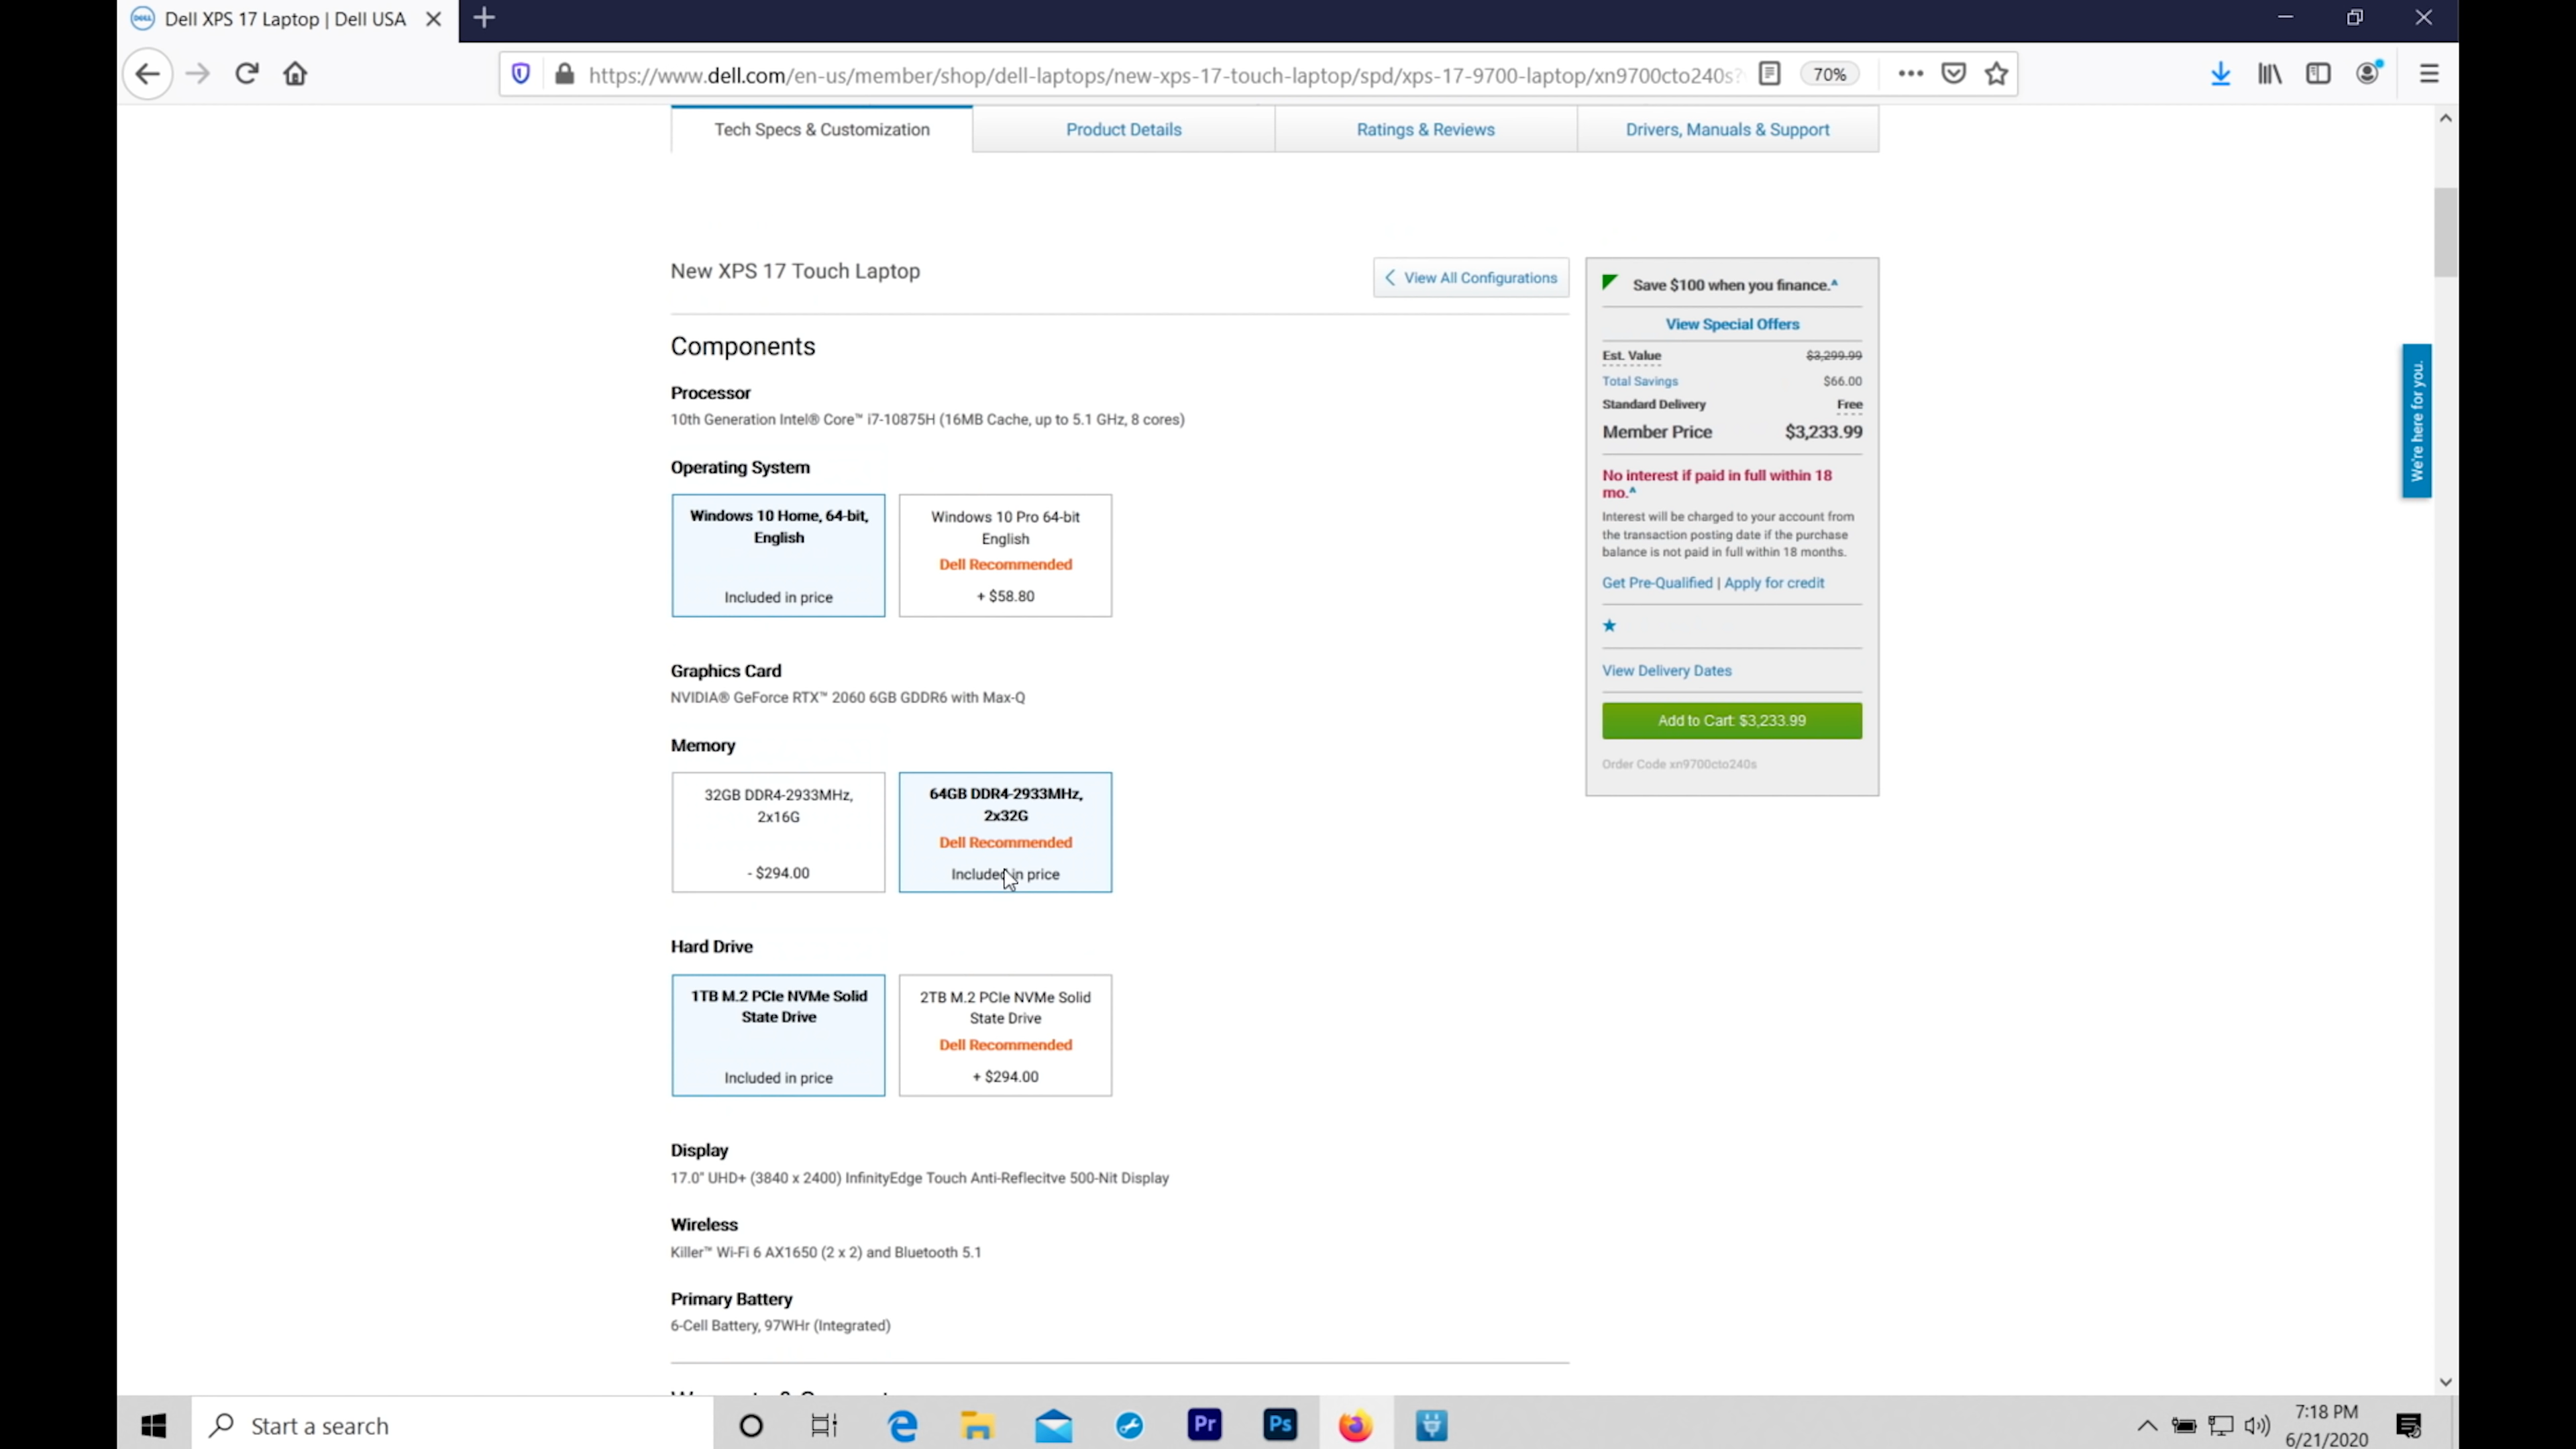 Dell XPS 17 Laptop | Dell USA
https://www.dell.com/en-us/member/shop/dell-laptops/new-xps-17-touch-laptop/spd/xps-17-9700-laptop/xn9700cto240s?
70%
Tech Specs & Customization
Product Details
Ratings & Reviews
Drivers, Manuals & Support
New XPS 17 Touch Laptop
View All Configurations
Components
Processor
10th Generation Intel® Core™ i7-10875H (16MB Cache, up to 5.1 GHz, 8 cores)
Operating System
Windows 10 Home, 64-bit,
English
Included in price
Windows 10 Pro 64-bit
English
Dell Recommended
+ $58.80
Graphics Card
NVIDIA® GeForce RTX™ 2060 6GB GDDR6 with Max-Q
Memory
32GB DDR4-2933MHz,
2x16G
- $294.00
64GB DDR4-2933MHz,
2x32G
Dell Recommended
Included in price
Hard Drive
1TB M.2 PCIe NVMe Solid
State Drive
Included in price
2TB M.2 PCIe NVMe Solid
State Drive
Dell Recommended
+ $294.00
Display
17.0" UHD+ (3840 x 2400) InfinityEdge Touch Anti-Reflecitve 500-Nit Display
Wireless
Killer™ Wi-Fi 6 AX1650 (2 x 2) and Bluetooth 5.1
Primary Battery
6-Cell Battery, 97WHr (Integrated)
Save $100 when you finance.^
View Special Offers
Est. Value $3,299.99
Total Savings $66.00
Standard Delivery Free
Member Price $3,233.99
No interest if paid in full within 18
mo.^
Interest will be charged to your account from
the transaction posting date if the purchase
balance is not paid in full within 18 months.
Get Pre-Qualified | Apply for credit
View Delivery Dates
Add to Cart: $3,233.99
Order Code xn9700cto240s
We're here for you.
Start a search
Pr
Ps
7:18 PM
6/21/2020